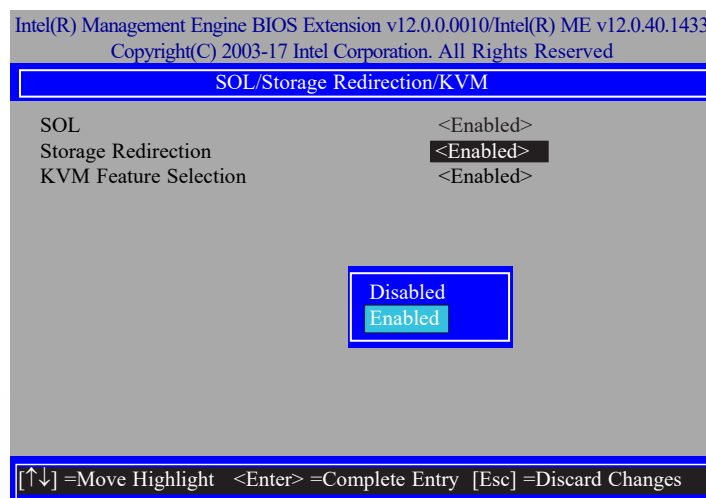 Intel(R) Management Engine BIOS Extension v12.0.0.0010/Intel(R) ME v12.0.40.1433
Copyright(C) 2003-17 Intel Corporation. All Rights Reserved
SOL/Storage Redirection/KVM
SOL <Enabled>
Storage Redirection <Enabled>
KVM Feature Selection <Enabled>
Disabled
Enabled
[↑↓] =Move Highlight <Enter> =Complete Entry [Esc] =Discard Changes